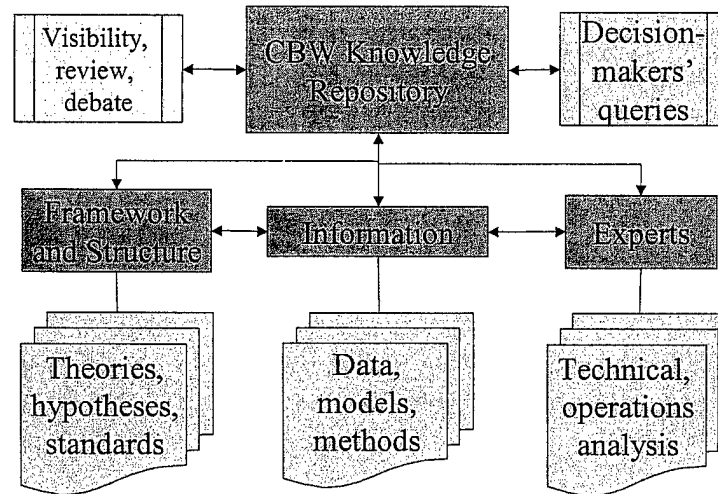 Visibility,
review,
debate
CBW Knowledge
Repository
Decision-
makers'
queries
Framework
and Structure
Information
Experts
Theories,
hypotheses,
standards
Data,
models,
methods
Technical,
operations
analysis